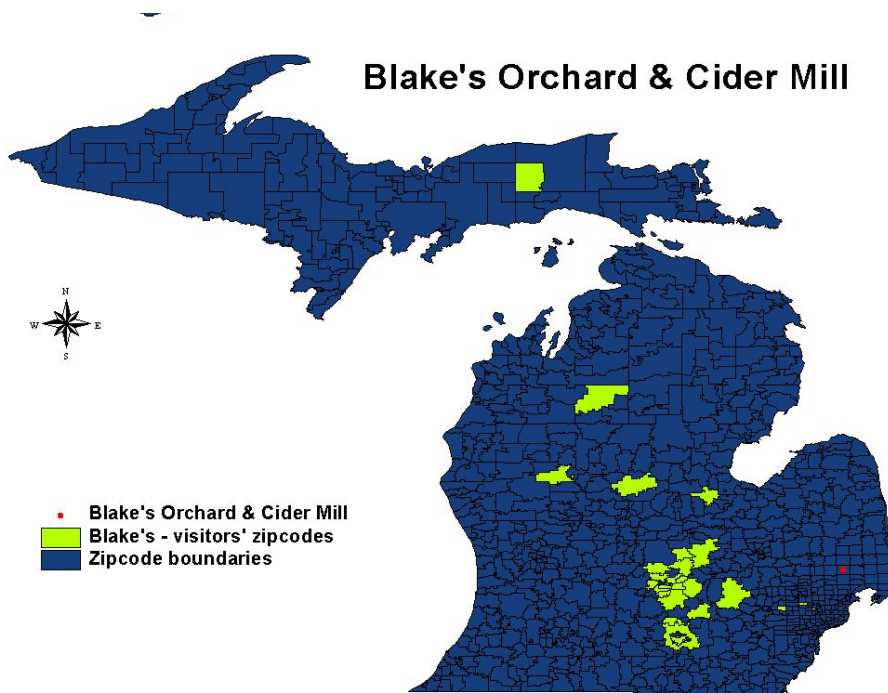 Blake's Orchard & Cider Mill
N
W E
S
Blake's Orchard & Cider Mill
Blake's - visitors' zipcodes
Zipcode boundaries